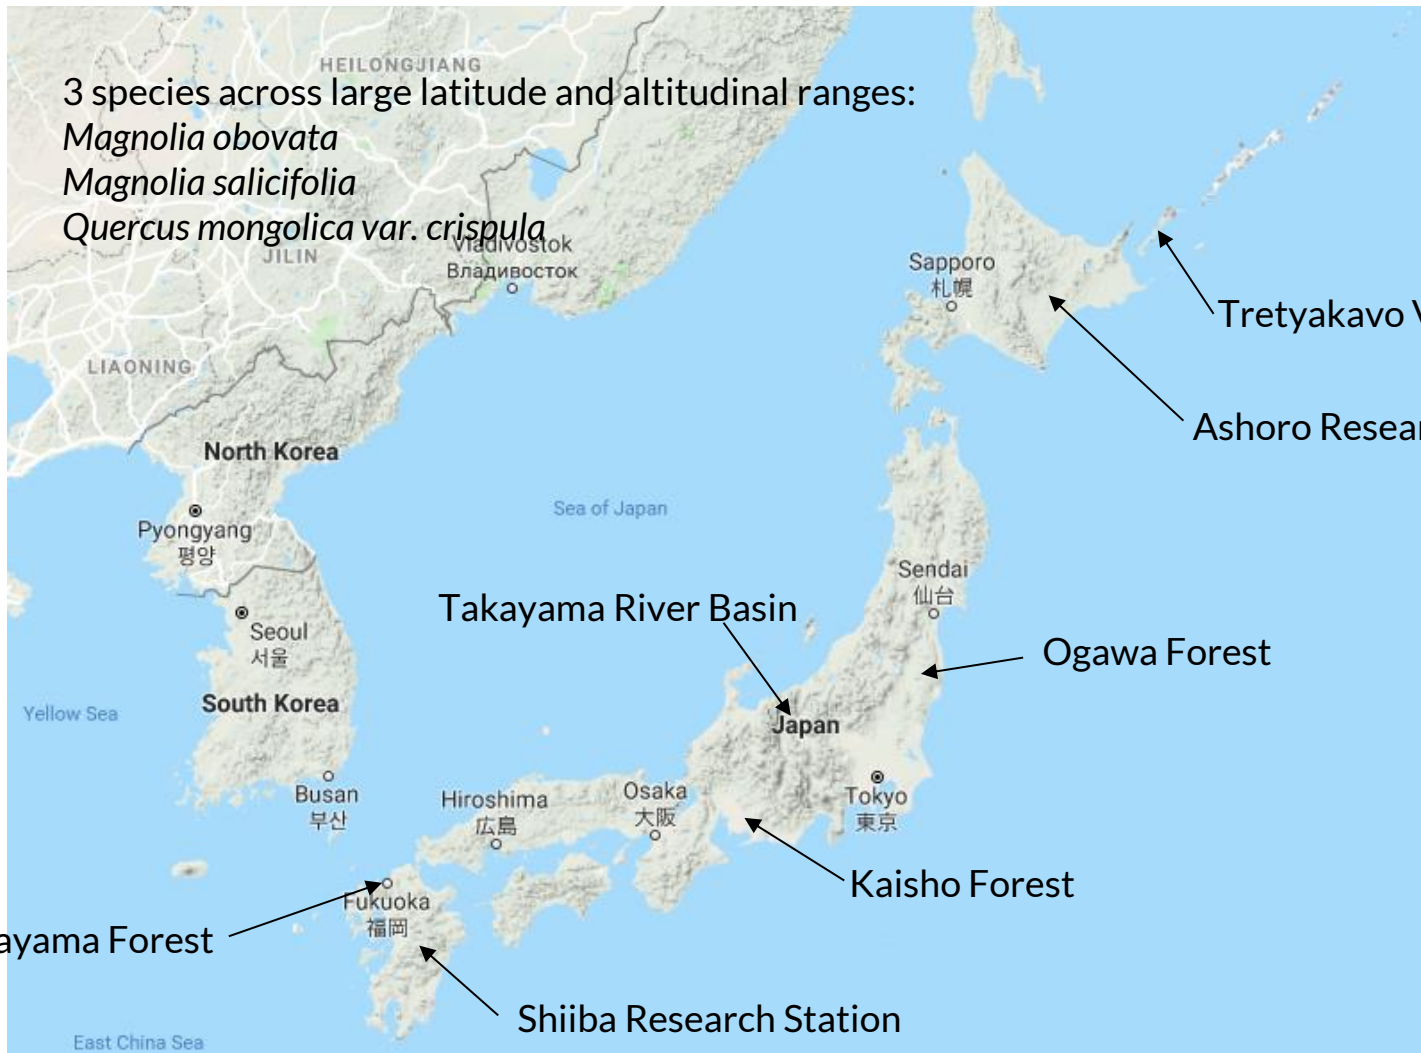 HEILONGJIANG
3 species across large latitude and altitudinal ranges:
Magnolia obovata
Magnolia salicifolia
Quercus mongolica var. crispula
Vladivostok
Владивосток
JILIN
LIAONING
Sapporo
札幌
Tretyakavo
Ashoro
North Korea
Pyongyang
평양
Sea of Japan
Sendai
仙台
Takayama River Basin
Ogawa Forest
Seoul
서울
South Korea
Yellow Sea
Japan
Busan
부산
Hiroshima
広島
Osaka
大阪
Tokyo
東京
Kaisho Forest
Fukuoka
福岡
Forest
Shiiba Research Station
East China Sea